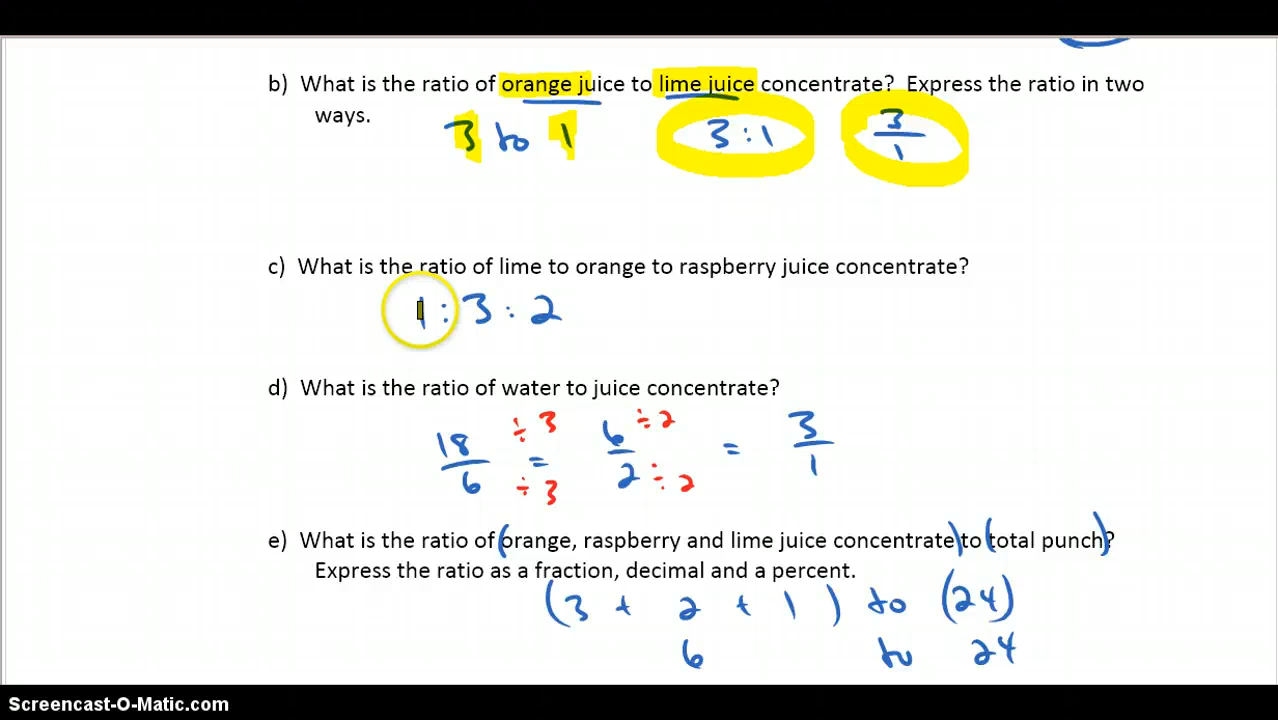 b) What is the ratio of orange juice to lime juice concentrate? Express the ratio in two
ways.
3 to 1 3:1 3/1
c) What is the ratio of lime to orange to raspberry juice concentrate?
1:3:2
d) What is the ratio of water to juice concentrate?
18/6 ÷3/÷3 = 6/2 ÷2/÷2 = 3/1
e) What is the ratio of (orange, raspberry and lime juice concentrate) to (total punch)?
Express the ratio as a fraction, decimal and a percent.
(3 + 2 + 1) to (24)
6 to 24
Screencast-O-Matic.com